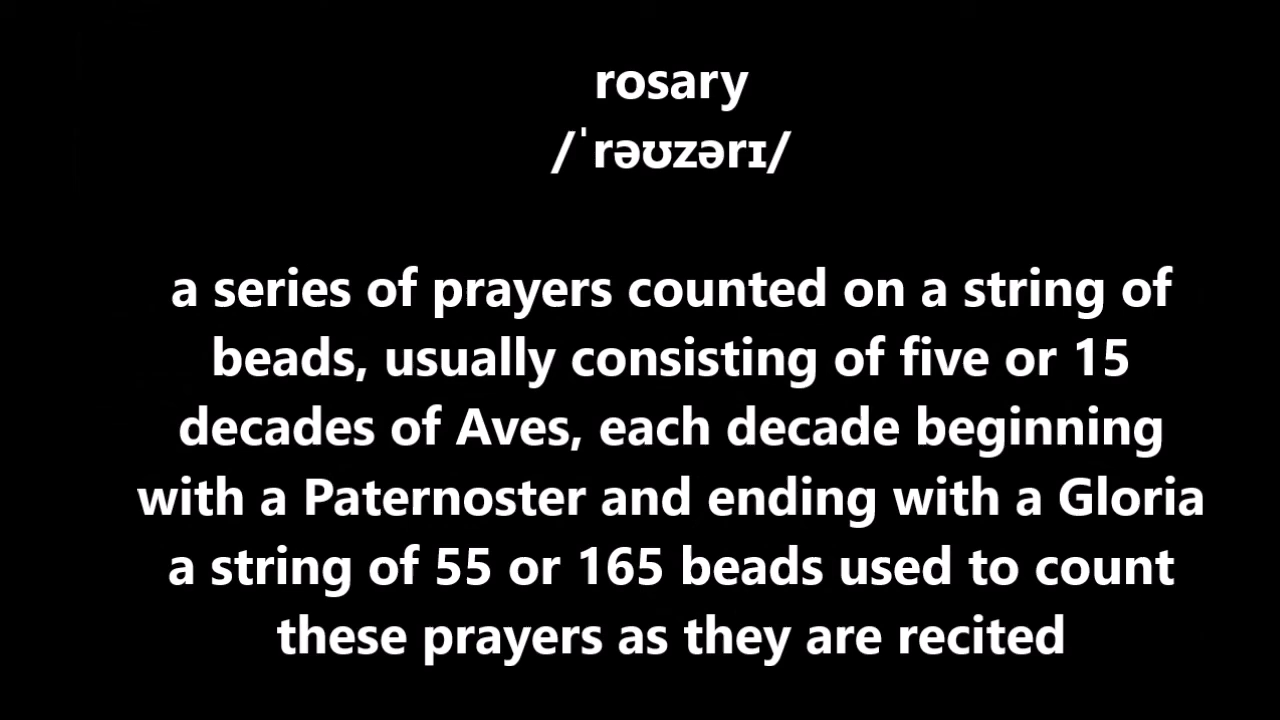 rosary
/ˈrəʊzərɪ/
a series of prayers counted on a string of
beads, usually consisting of five or 15
decades of Aves, each decade beginning
with a Paternoster and ending with a Gloria
a string of 55 or 165 beads used to count
these prayers as they are recited